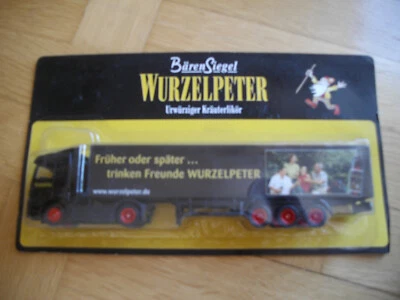 BärenSiegel
WURZELPETER
Urwürziger Kräuterlikör
Früher oder später ...
trinken Freunde WURZELPETER
www.wurzelpeter.de